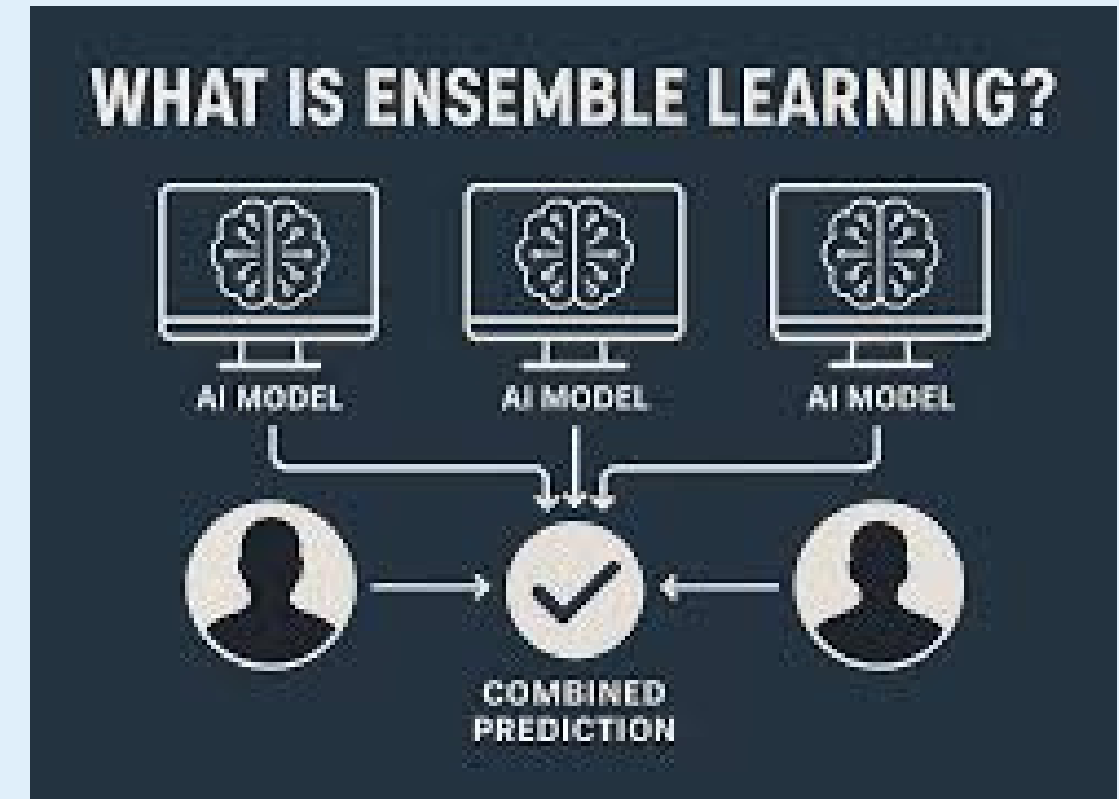 WHAT IS ENSEMBLE LEARNING?
AI MODEL
AI MODEL
AI MODEL
COMBINED
PREDICTION